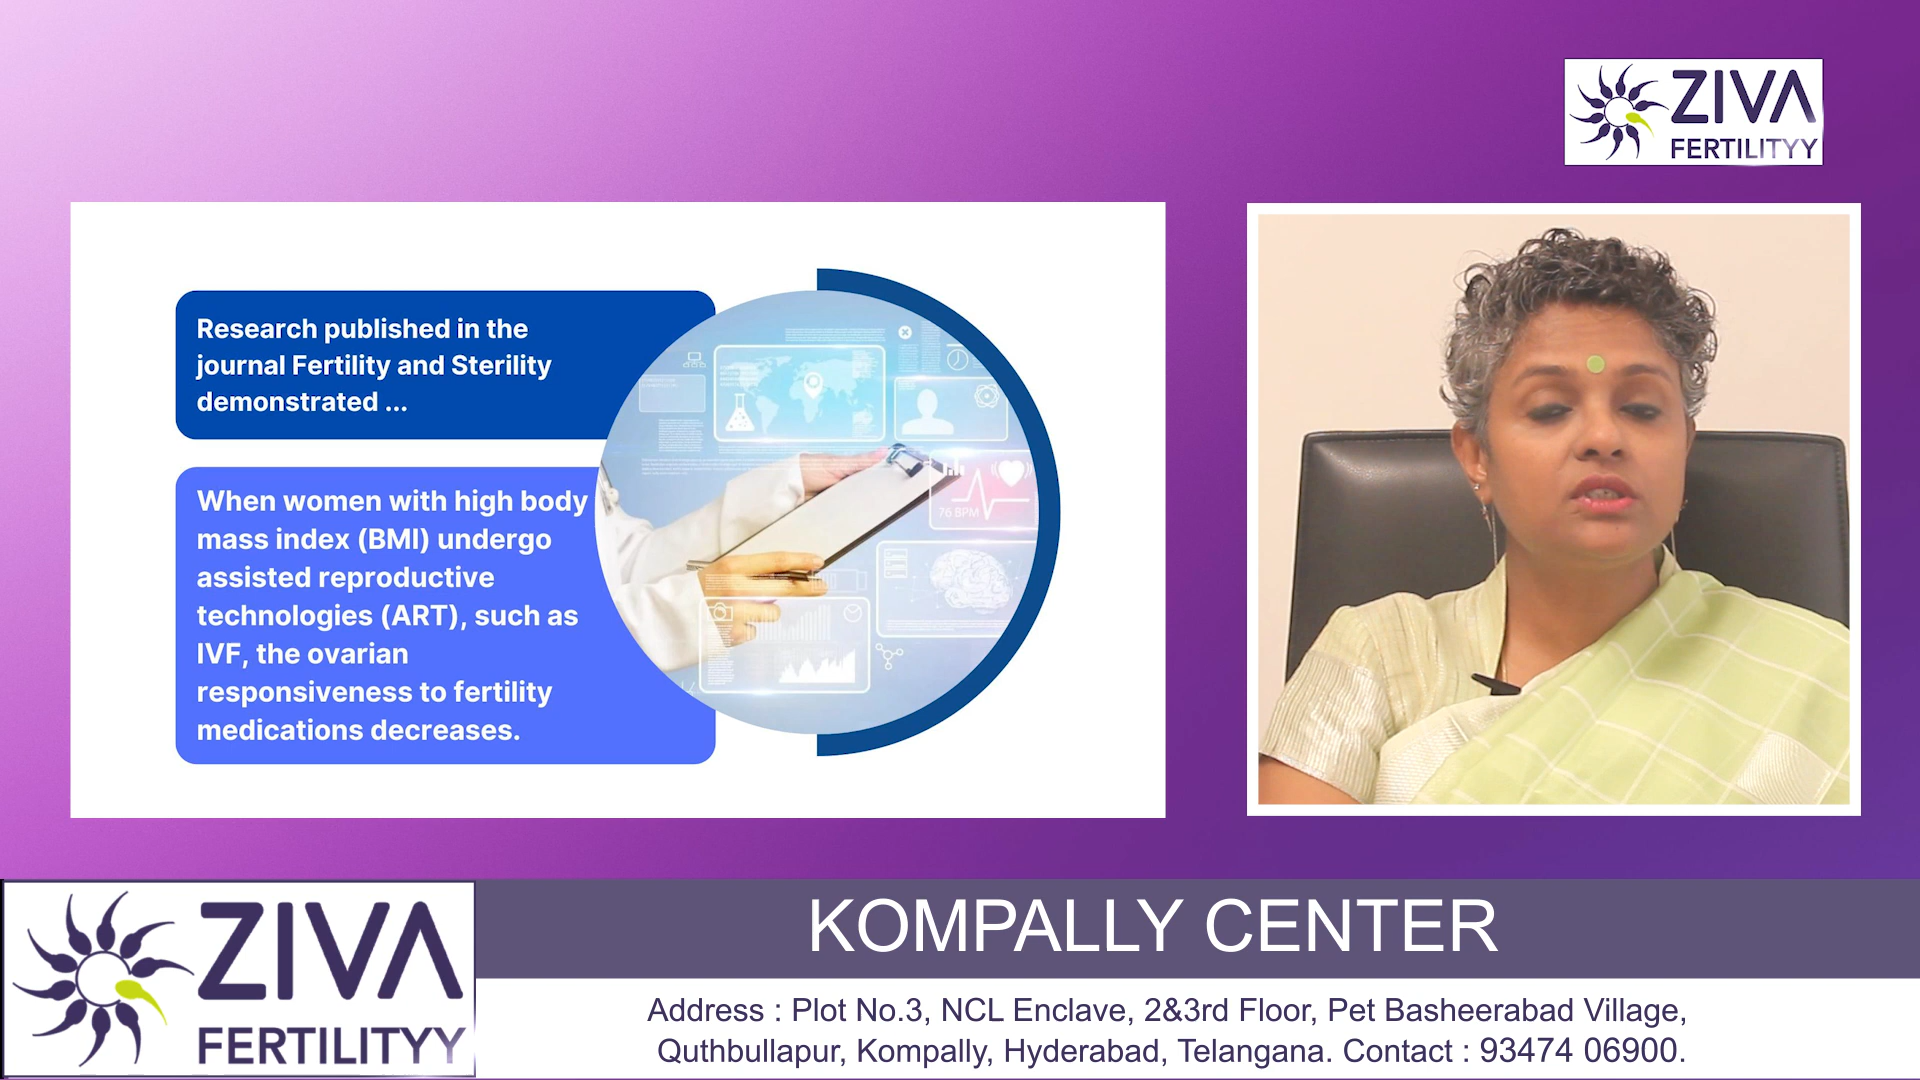 ZIVA
FERTILITYY
Research published in the
journal Fertility and Sterility
demonstrated ...
When women with high body
mass index (BMI) undergo
assisted reproductive
technologies (ART), such as
IVF, the ovarian
responsiveness to fertility
medications decreases.
76 BPM
ZIVA
FERTILITYY
KOMPALLY CENTER
Address : Plot No.3, NCL Enclave, 2&3rd Floor, Pet Basheerabad Village,
Quthbullapur, Kompally, Hyderabad, Telangana. Contact : 93474 06900.